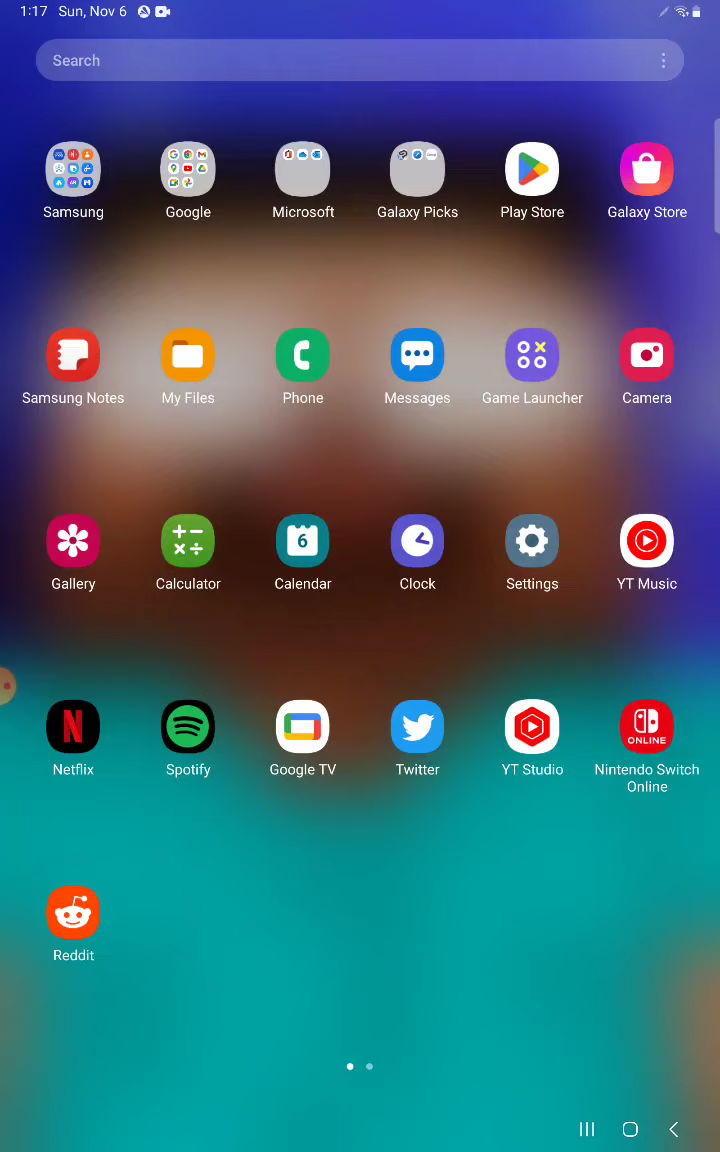 1:17 Sun, Nov 6
Search
Samsung
Google
Microsoft
Galaxy Picks
Play Store
Galaxy Store
Samsung Notes
My Files
Phone
Messages
Game Launcher
Camera
6
Gallery
Calculator
Calendar
Clock
Settings
YT Music
N
ONLINE
Netflix
Spotify
Google TV
Twitter
YT Studio
Nintendo Switch
Online
Reddit